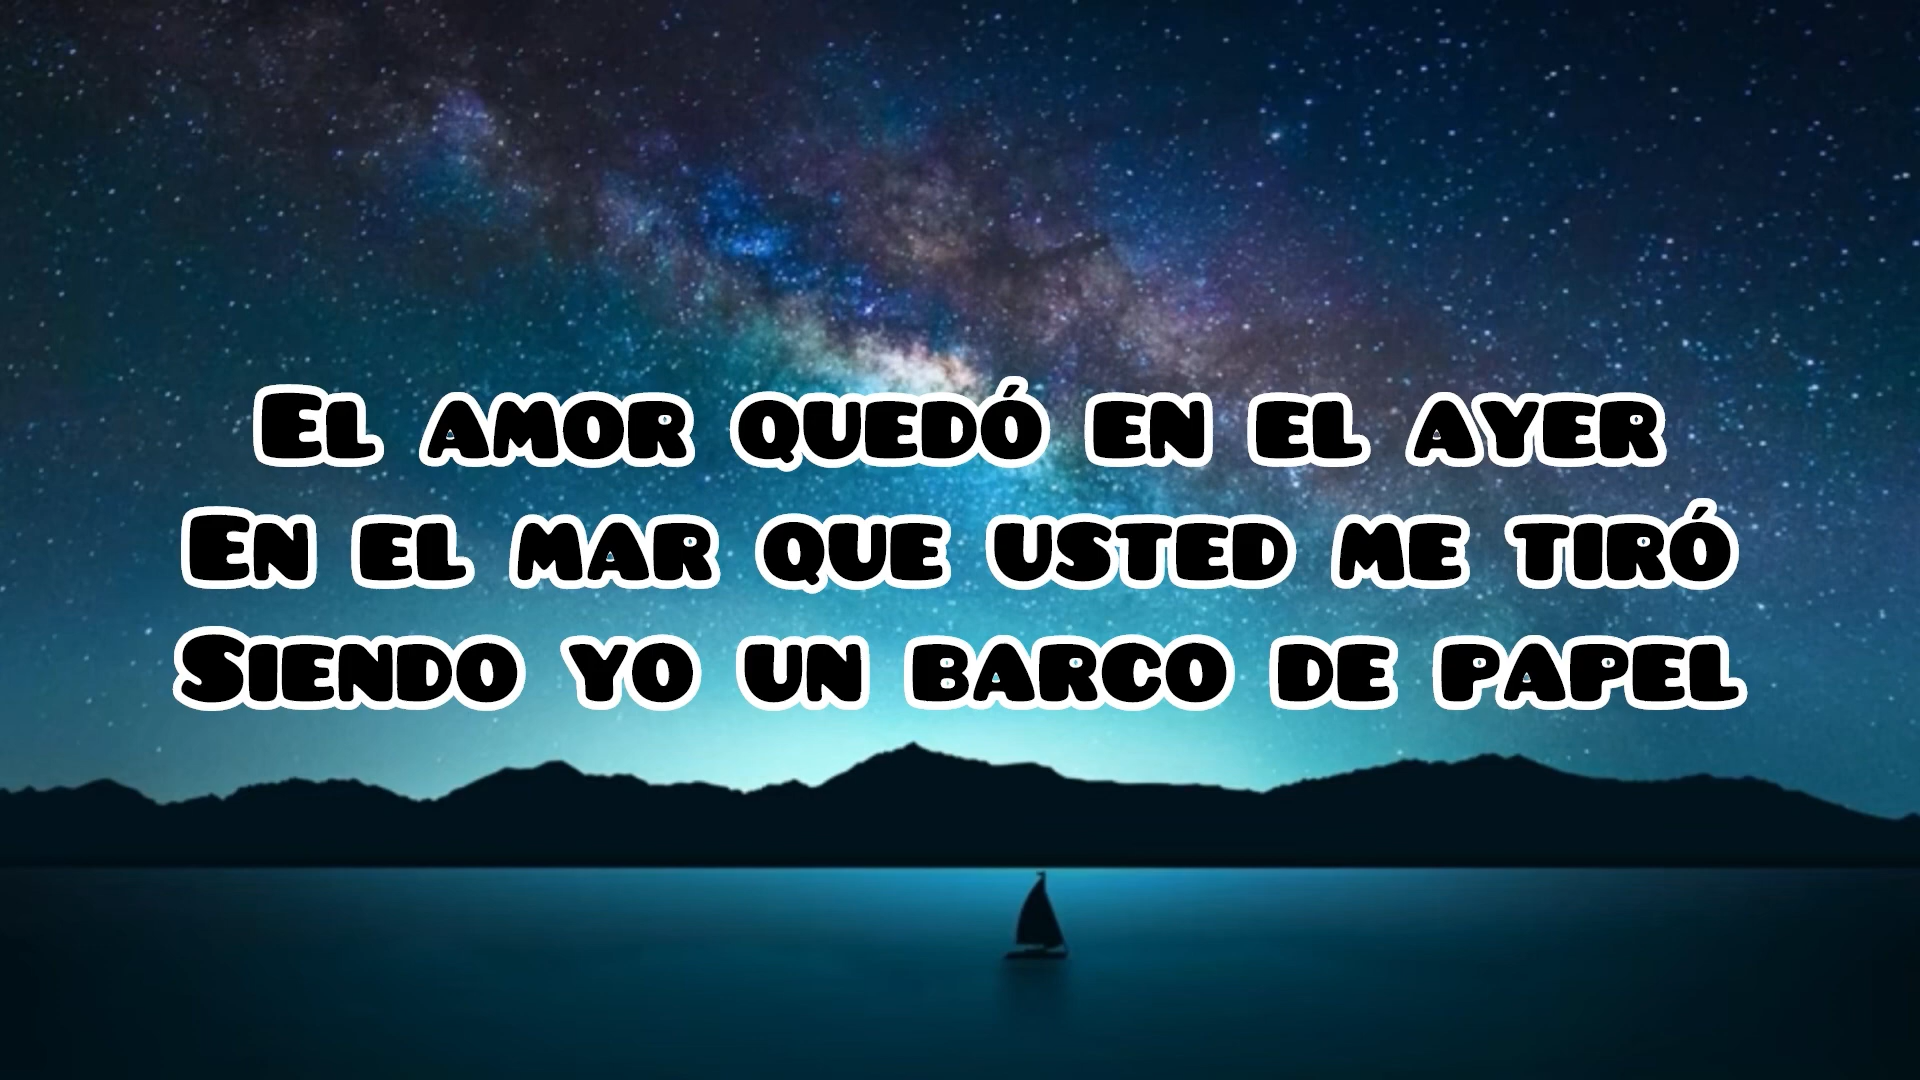 El amor quedó en el ayer
En el mar que usted me tiró
Siendo yo un barco de papel